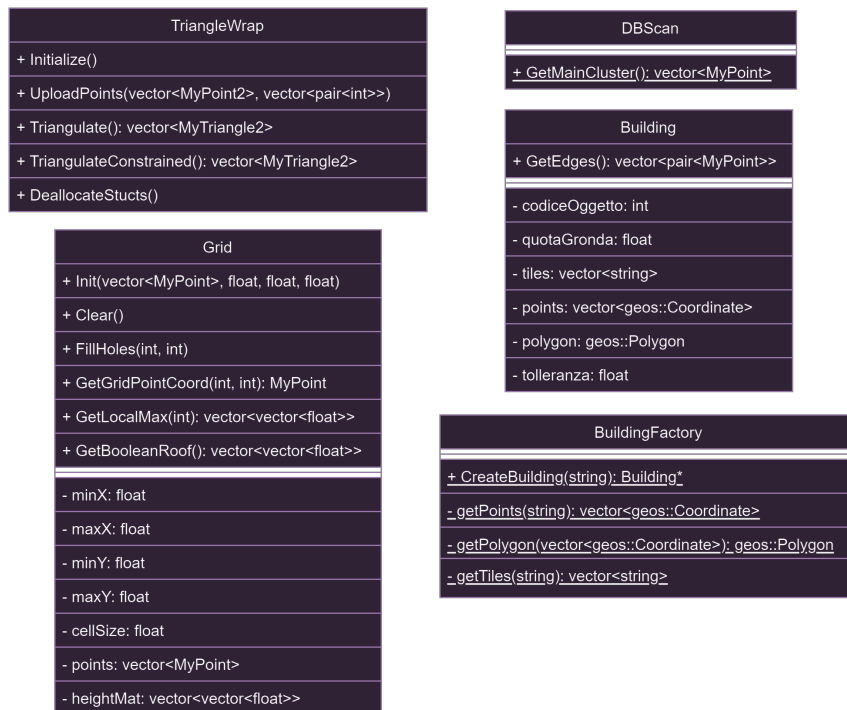 TriangleWrap
+ Initialize()
+ UploadPoints(vector<MyPoint2>, vector<pair<int>>)
+ Triangulate(): vector<MyTriangle2>
+ TriangulateConstrained(): vector<MyTriangle2>
+ DeallocateStucts()
Grid
+ Init(vector<MyPoint>, float, float, float)
+ Clear()
+ FillHoles(int, int)
+ GetGridPointCoord(int, int): MyPoint
+ GetLocalMax(int): vector<vector<float>>
+ GetBooleanRoof(): vector<vector<float>>
- minX: float
- maxX: float
- minY: float
- maxY: float
- cellSize: float
- points: vector<MyPoint>
- heightMat: vector<vector<float>>
DBScan
+ GetMainCluster(): vector<MyPoint>
Building
+ GetEdges(): vector<pair<MyPoint>>
- codiceOggetto: int
- quotaGronda: float
- tiles: vector<string>
- points: vector<geos::Coordinate>
- polygon: geos::Polygon
- tolleranza: float
BuildingFactory
+ CreateBuilding(string): Building*
- getPoints(string): vector<geos::Coordinate>
- getPolygon(vector<geos::Coordinate>): geos::Polygon
- getTiles(string): vector<string>